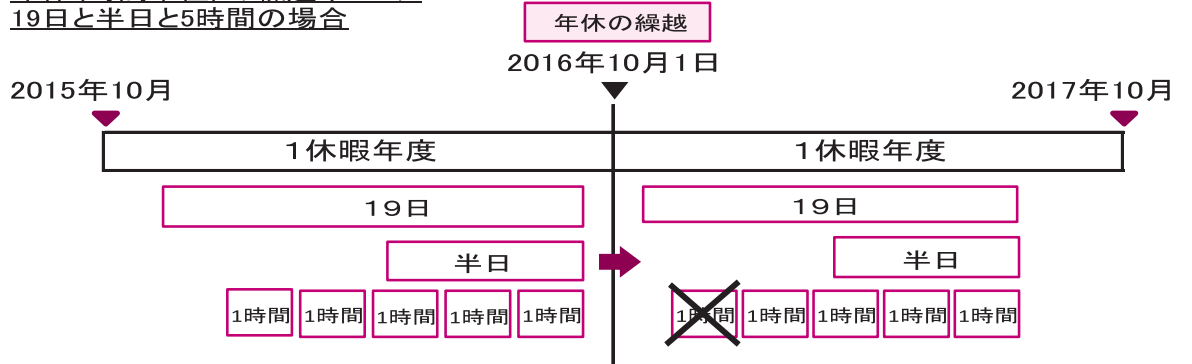 19日と半日と5時間の場合
年休の繰越
2016年10月1日
2015年10月
2017年10月
1休暇年度
1休暇年度
19日
19日
半日
半日
1時間 1時間 1時間 1時間 1時間
1時間 1時間 1時間 1時間 1時間